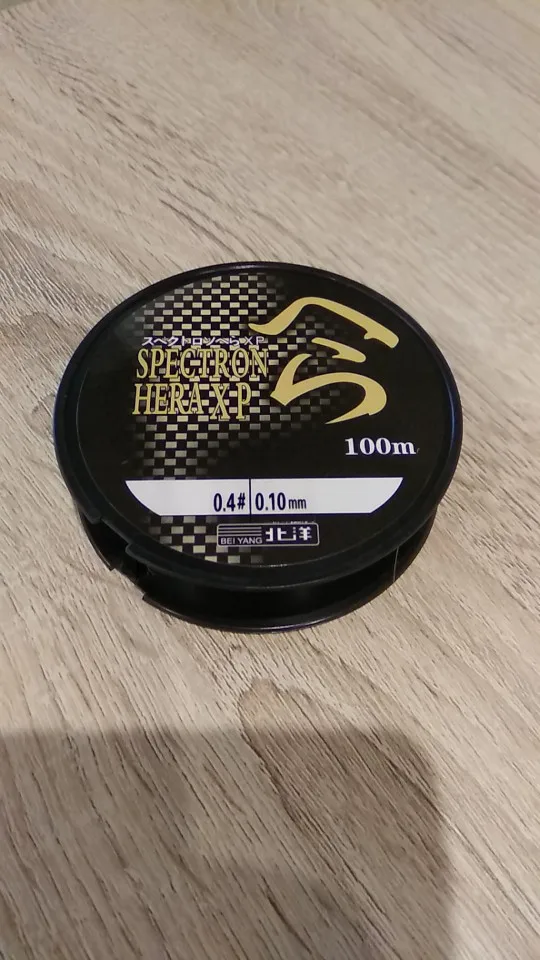 へら
スペクトロンへらXP
SPECTRON
HERA XP
100m
0.4# 0.10mm
BEI YANG 北洋